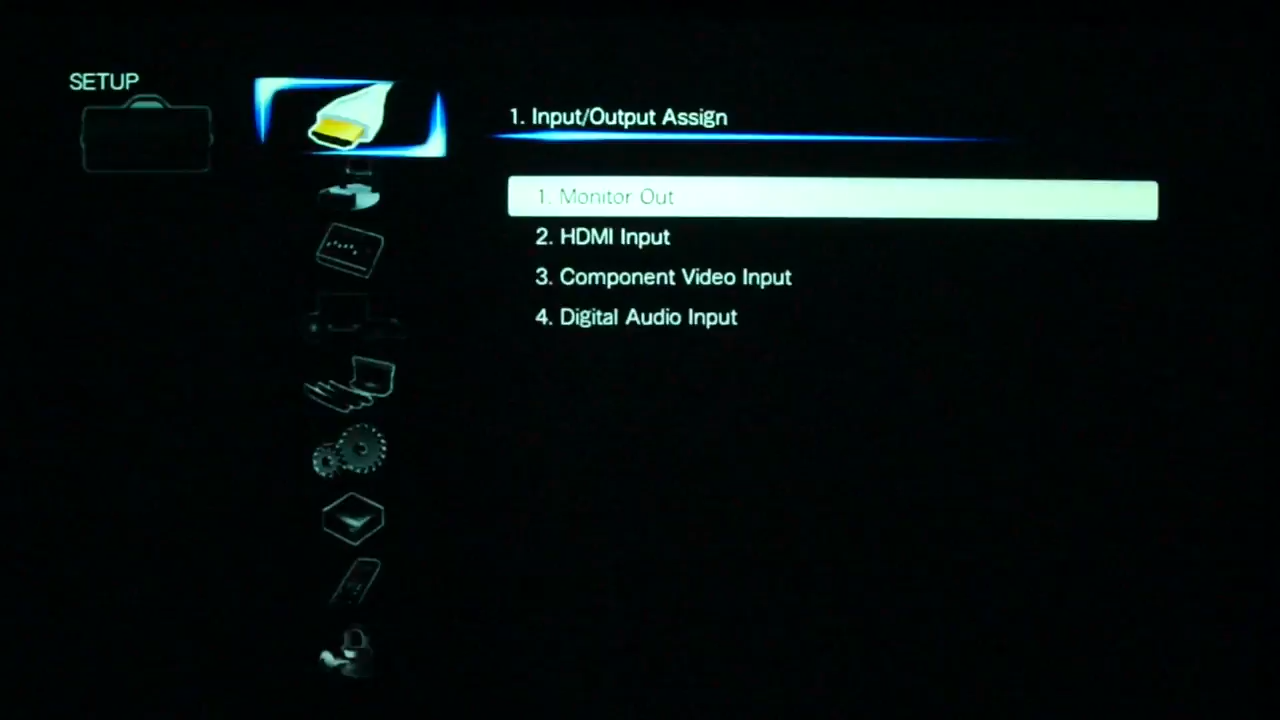 SETUP
1. Input/Output Assign
1. Monitor Out
2. HDMI Input
3. Component Video Input
4. Digital Audio Input